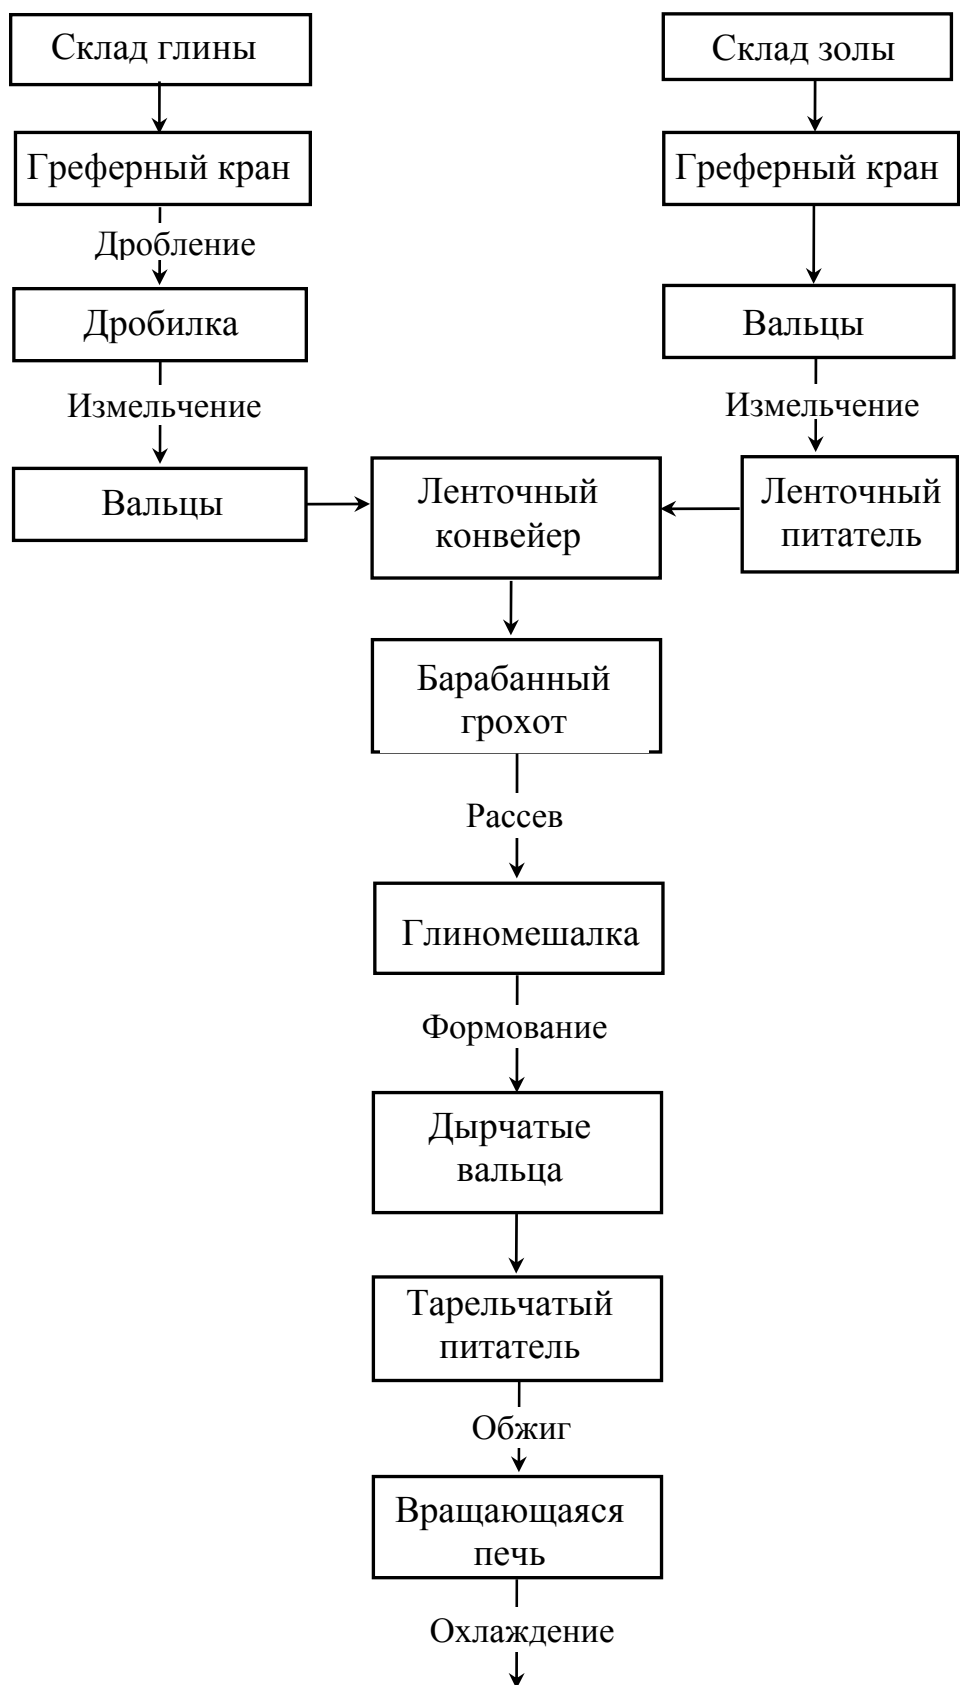 Склад глины
Склад золы
Греферный кран
Греферный кран
Дробление
Дробилка
Вальцы
Измельчение
Измельчение
Вальцы
Ленточный
конвейер
Ленточный
питатель
Барабанный
грохот
Рассев
Глиномешалка
Формование
Дырчатые
вальца
Тарельчатый
питатель
Обжиг
Вращающаяся
печь
Охлаждение